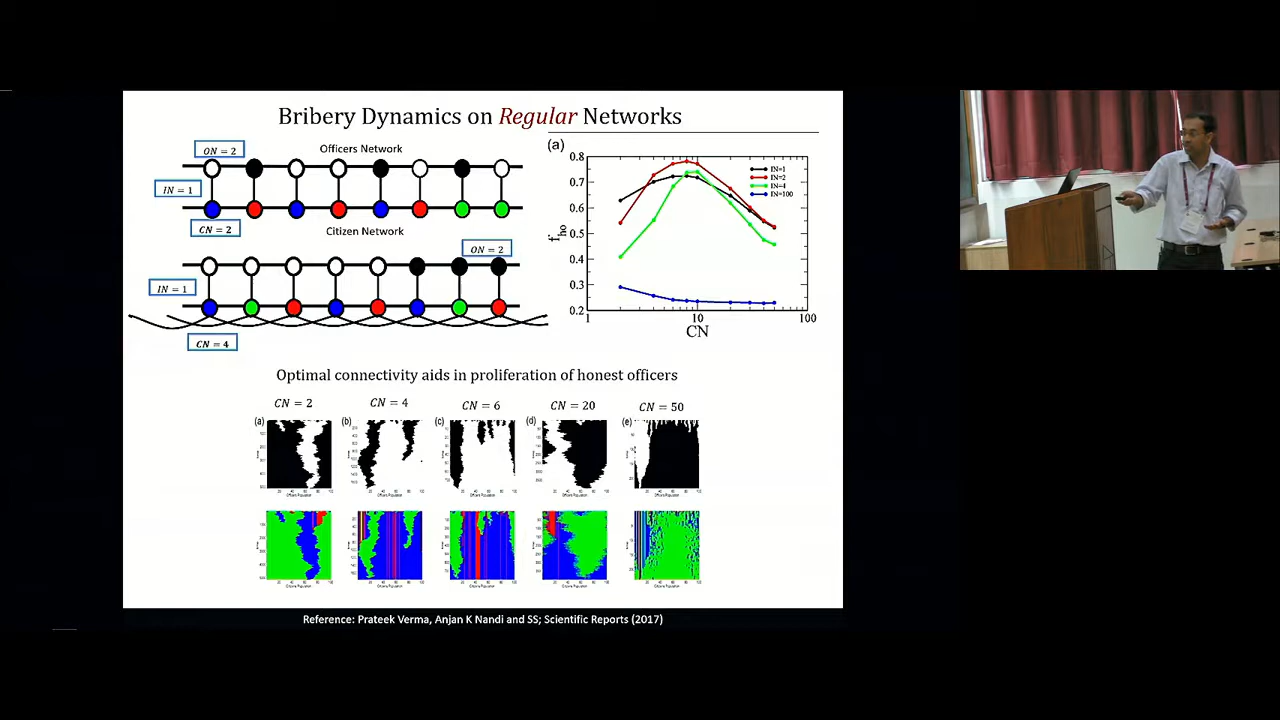 Bribery Dynamics on Regular Networks
ON = 2
Officers Network
IN = 1
CN = 2
Citizen Network
ON = 2
IN = 1
CN = 4
(a)
0.8
0.7
0.6
0.5
0.4
0.3
0.2
f_ho
IN=1
IN=2
IN=4
IN=100
1
10
100
CN
Optimal connectivity aids in proliferation of honest officers
CN = 2
CN = 4
CN = 6
CN = 20
CN = 50
(a)
(b)
(c)
(d)
(e)
Reference: Prateek Verma, Anjan K Nandi and SS; Scientific Reports (2017)